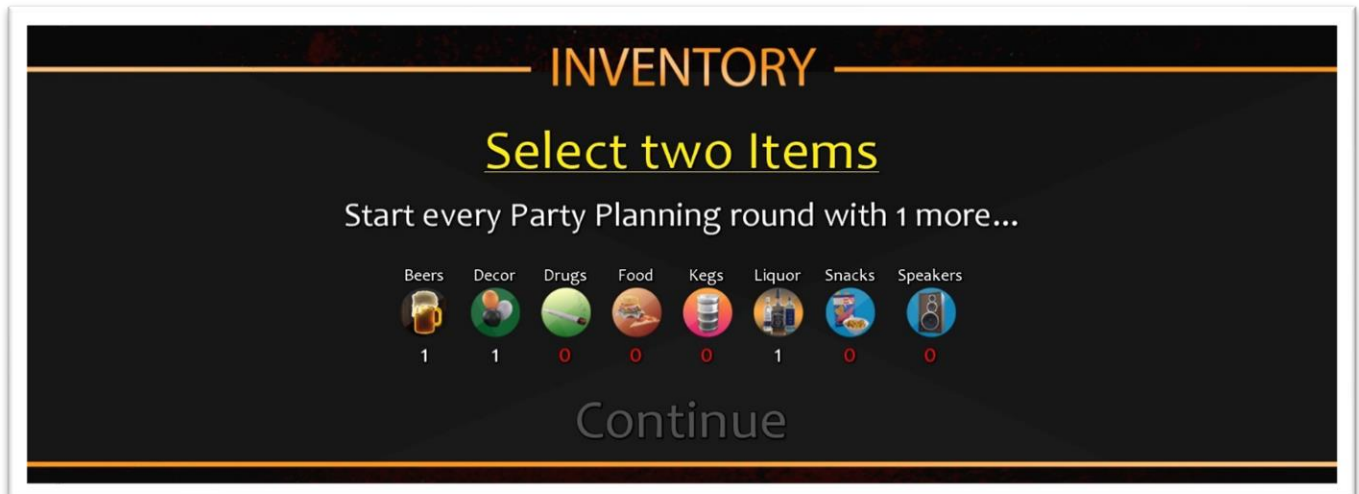 INVENTORY
Select two Items
Start every Party Planning round with 1 more...
Beers Decor Drugs Food Kegs Liquor Snacks Speakers
1 1 0 0 0 1 0 0
Continue